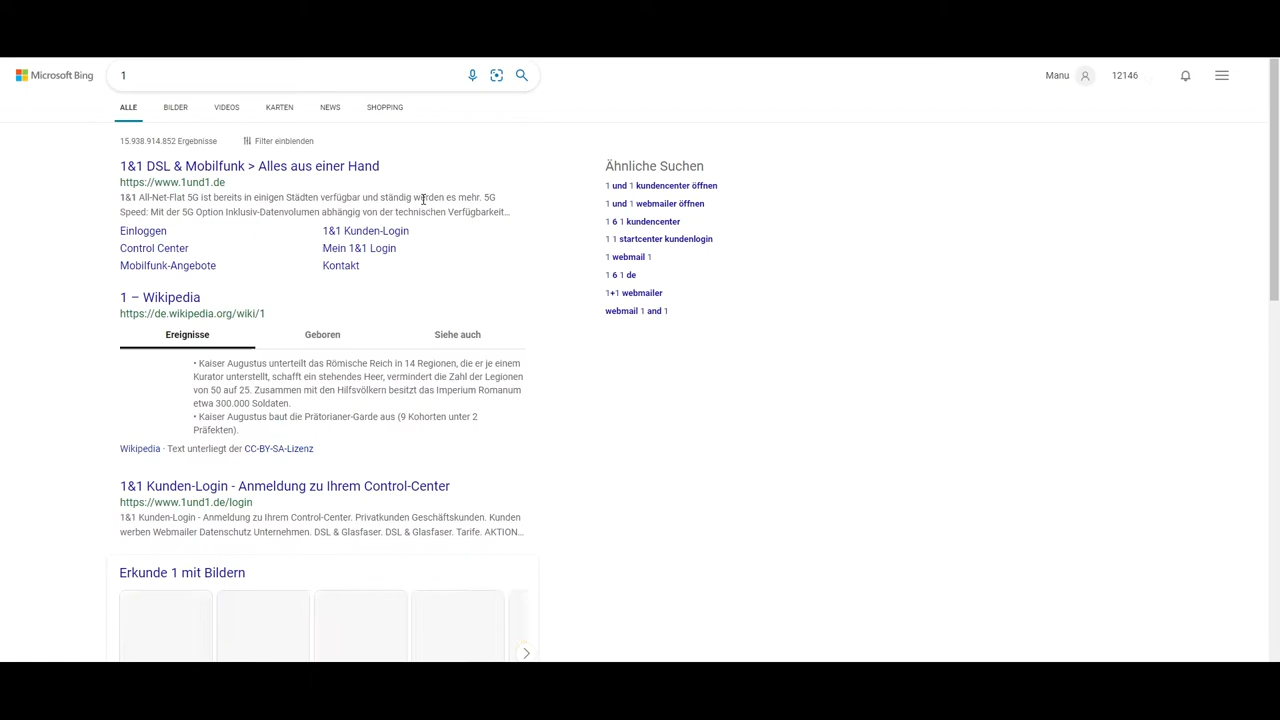 Microsoft Bing
1
Manu
12146
ALLE
BILDER
VIDEOS
KARTEN
NEWS
SHOPPING
15.938.914.852 Ergebnisse
Filter einblenden
1&1 DSL & Mobilfunk > Alles aus einer Hand
https://www.1und1.de
1&1 All-Net-Flat 5G ist bereits in einigen Städten verfügbar und ständig werden es mehr. 5G
Speed: Mit der 5G Option Inklusiv-Datenvolumen abhängig von der technischen Verfügbarkeit...
Einloggen
1&1 Kunden-Login
Control Center
Mein 1&1 Login
Mobilfunk-Angebote
Kontakt
1 – Wikipedia
https://de.wikipedia.org/wiki/1
Ereignisse
Geboren
Siehe auch
• Kaiser Augustus unterteilt das Römische Reich in 14 Regionen, die er je einem
Kurator unterstellt, schafft ein stehendes Heer, vermindert die Zahl der Legionen
von 50 auf 25. Zusammen mit den Hilfsvölkern besitzt das Imperium Romanum
etwa 300.000 Soldaten.
• Kaiser Augustus baut die Prätorianer-Garde aus (9 Kohorten unter 2
Präfekten).
Wikipedia · Text unterliegt der CC-BY-SA-Lizenz
1&1 Kunden-Login - Anmeldung zu Ihrem Control-Center
https://www.1und1.de/login
1&1 Kunden-Login - Anmeldung zu Ihrem Control-Center. Privatkunden Geschäftskunden. Kunden
werben Webmailer Datenschutz Unternehmen. DSL & Glasfaser. DSL & Glasfaser. Tarife. AKTION...
Erkunde 1 mit Bildern
Ähnliche Suchen
1 und 1 kundencenter öffnen
1 und 1 webmailer öffnen
1 6 1 kundencenter
1 1 startcenter kundenlogin
1 webmail 1
1 6 1 de
1+1 webmailer
webmail 1 and 1